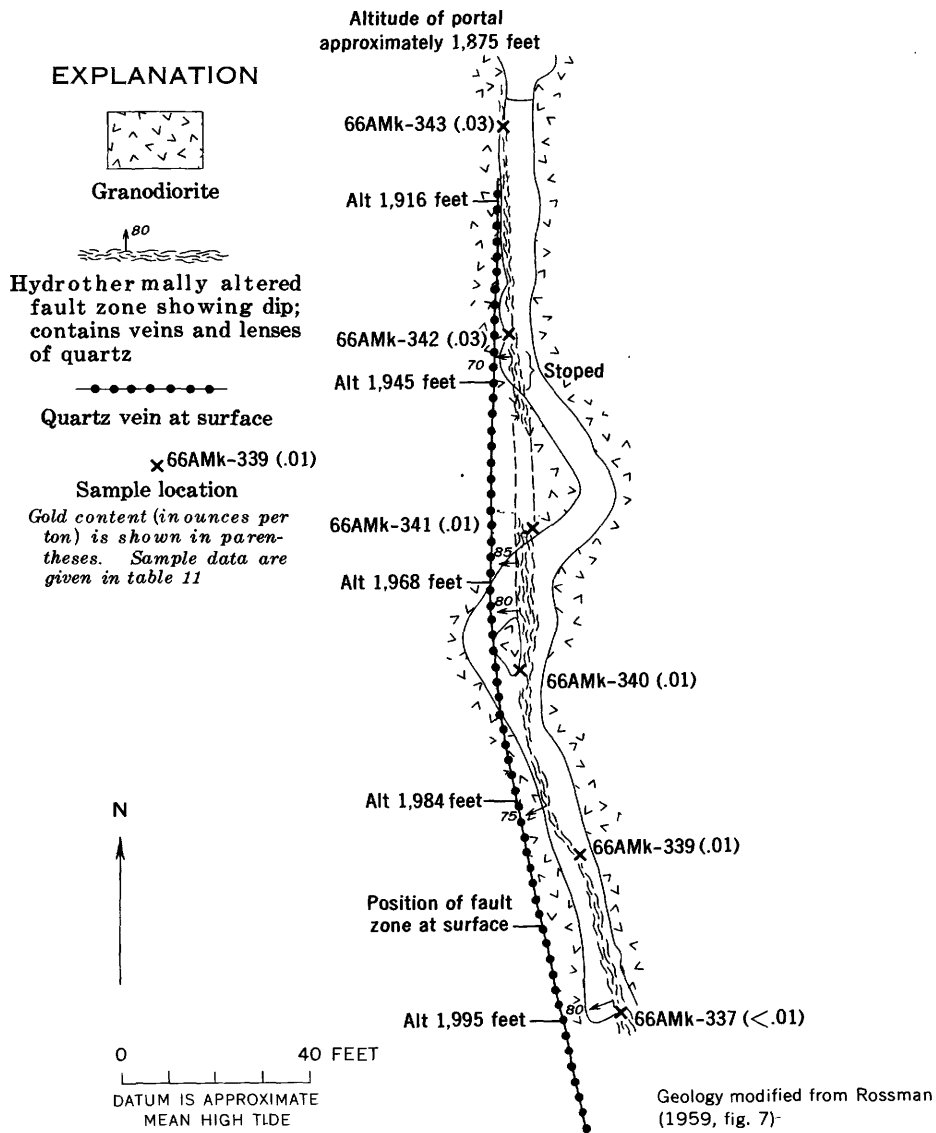 Altitude of portal
approximately 1,875 feet
EXPLANATION
Granodiorite
80
Hydrothermally altered
fault zone showing dip;
contains veins and lenses
of quartz
Quartz vein at surface
66AMk-339 (.01)
Sample location
Gold content (in ounces per
ton) is shown in paren-
theses. Sample data are
given in table 11
66AMk-343 (.03)
Alt 1,916 feet
66AMk-342 (.03)
70
Stoped
Alt 1,945 feet
66AMk-341 (.01)
85
Alt 1,968 feet
80
66AMk-340 (.01)
Alt 1,984 feet
75
66AMk-339 (.01)
Position of fault
zone at surface
80
66AMk-337 (<.01)
Alt 1,995 feet
N
0 40 FEET
DATUM IS APPROXIMATE
MEAN HIGH TIDE
Geology modified from Rossman
(1959, fig. 7)